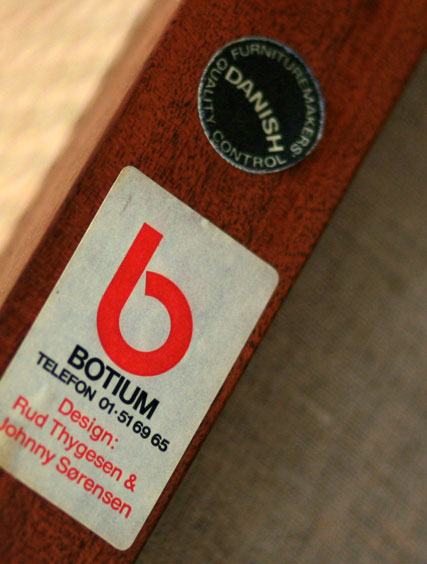 DANISH
FURNITUREMAKERS'
QUALITY CONTROL
b
BOTIUM
TELEFON 01·51 69 65
Design:
Rud Thygesen &
Johnny Sørensen